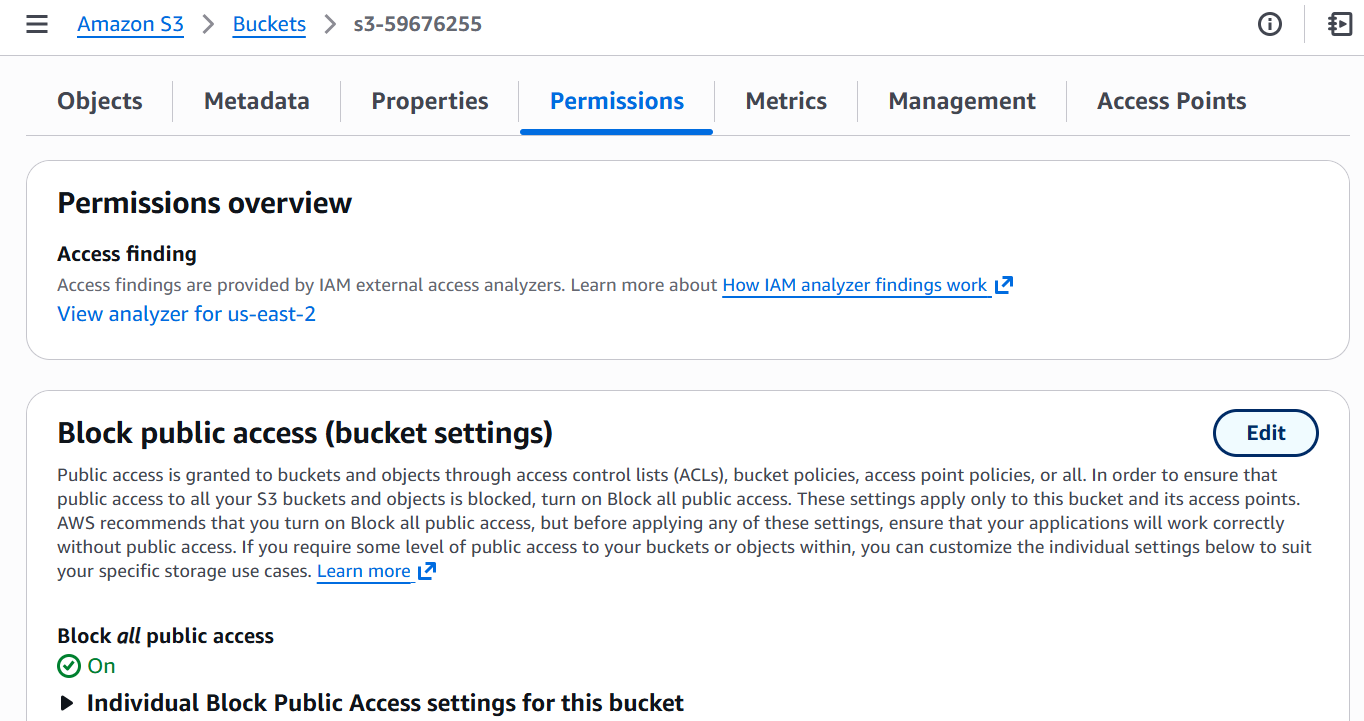 Amazon S3 > Buckets > s3-59676255
Objects Metadata Properties Permissions Metrics Management Access Points
Permissions overview
Access finding
Access findings are provided by IAM external access analyzers. Learn more about How IAM analyzer findings work
View analyzer for us-east-2
Block public access (bucket settings)
Edit
Public access is granted to buckets and objects through access control lists (ACLs), bucket policies, access point policies, or all. In order to ensure that
public access to all your S3 buckets and objects is blocked, turn on Block all public access. These settings apply only to this bucket and its access points.
AWS recommends that you turn on Block all public access, but before applying any of these settings, ensure that your applications will work correctly
without public access. If you require some level of public access to your buckets or objects within, you can customize the individual settings below to suit
your specific storage use cases. Learn more
Block all public access
On
Individual Block Public Access settings for this bucket